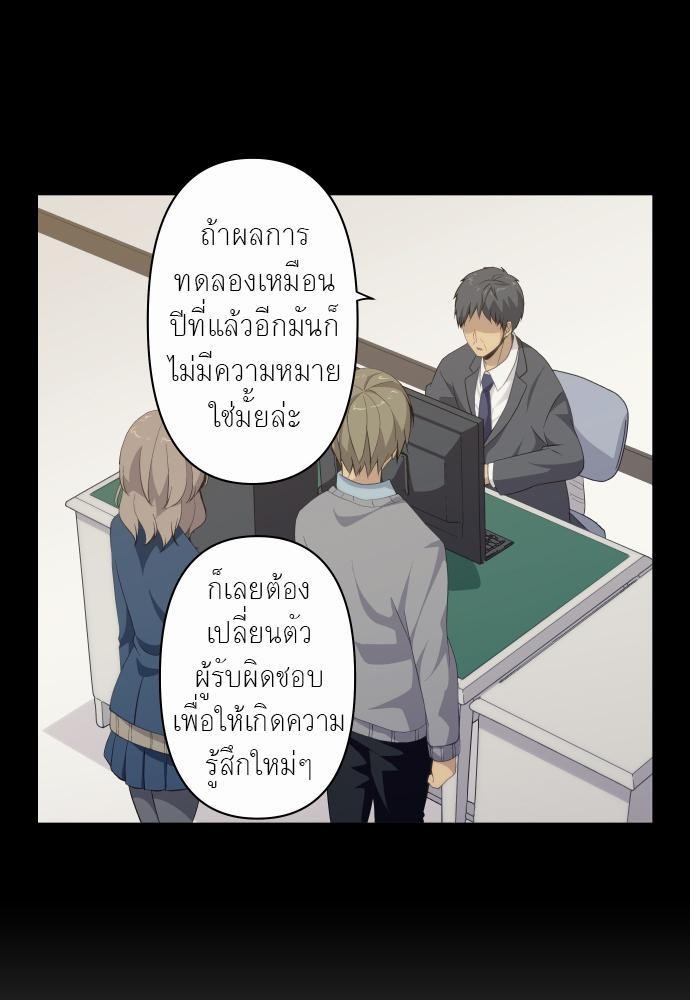 ถ้าผลการ
ทดลองเหมือน
ปีที่แล้วอีกมันก็
ไม่มีความหมาย
ใช่มั้ยล่ะ
ก็เลยต้อง
เปลี่ยนตัว
ผู้รับผิดชอบ
เพื่อให้เกิดความ
รู้สึกใหม่ๆ